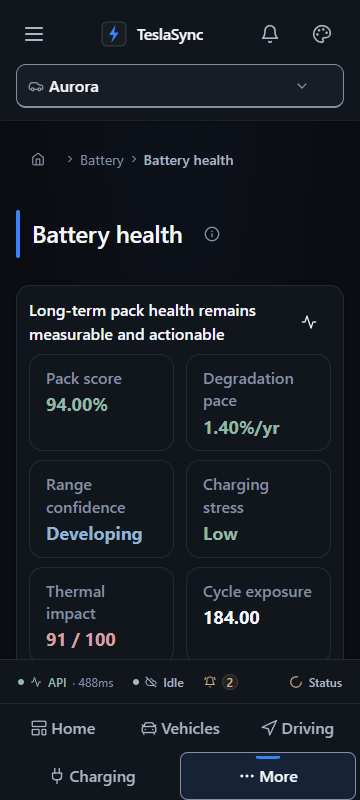 TeslaSync
Aurora
Battery
Battery health
Battery health
Long-term pack health remains
measurable and actionable
Pack score
94.00%
Degradation
pace
1.40%/yr
Range
confidence
Developing
Charging
stress
Low
Thermal
impact
91 / 100
Cycle exposure
184.00
API · 488ms
Idle
2
Status
Home
Vehicles
Driving
Charging
More